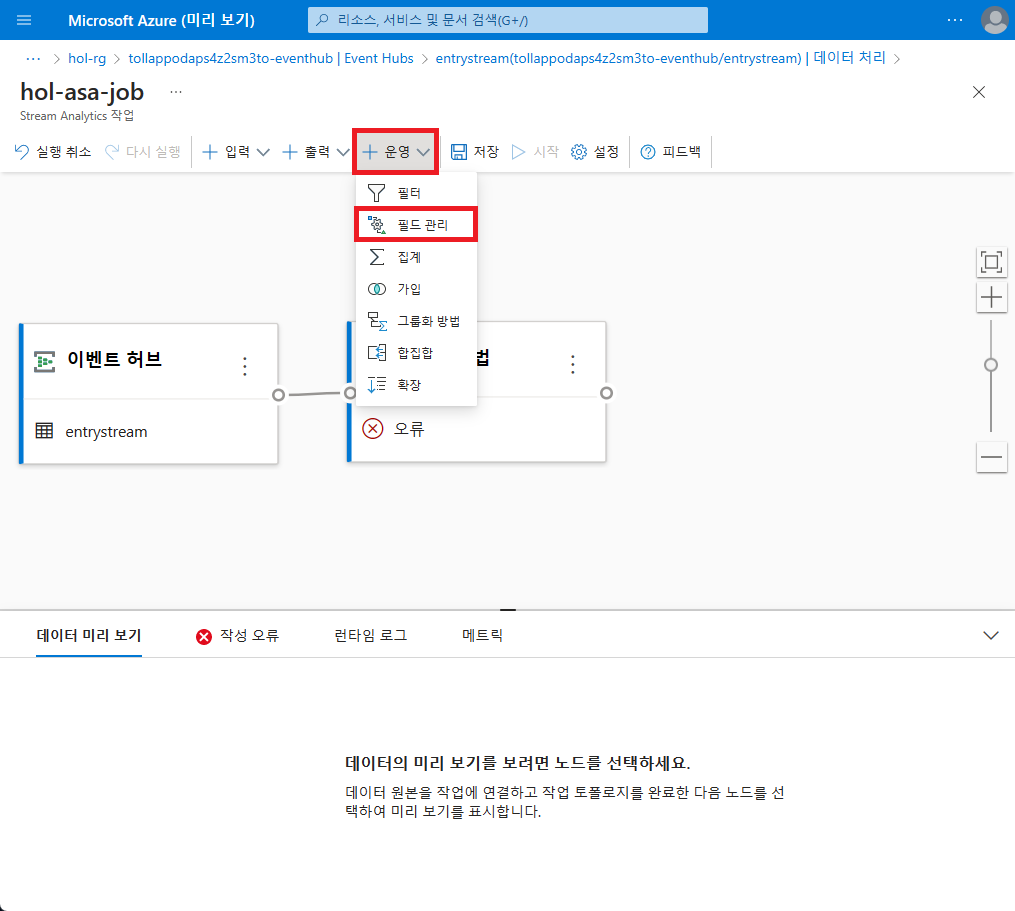 Microsoft Azure (미리 보기)
리소스, 서비스 및 문서 검색(G+/)
hol-rg
tollappodaps4z2sm3to-eventhub | Event Hubs
entrystream(tollappodaps4z2sm3to-eventhub/entrystream) | 데이터 처리
hol-asa-job
Stream Analytics 작업
실행 취소
다시 실행
입력
출력
운영
저장
시작
설정
피드백
필터
필드 관리
집계
가입
그룹화 방법
합집합
확장
이벤트 허브
entrystream
법
오류
데이터 미리 보기
작성 오류
런타임 로그
메트릭
데이터의 미리 보기를 보려면 노드를 선택하세요.
데이터 원본을 작업에 연결하고 작업 토폴로지를 완료한 다음 노드를 선
택하여 미리 보기를 표시합니다.